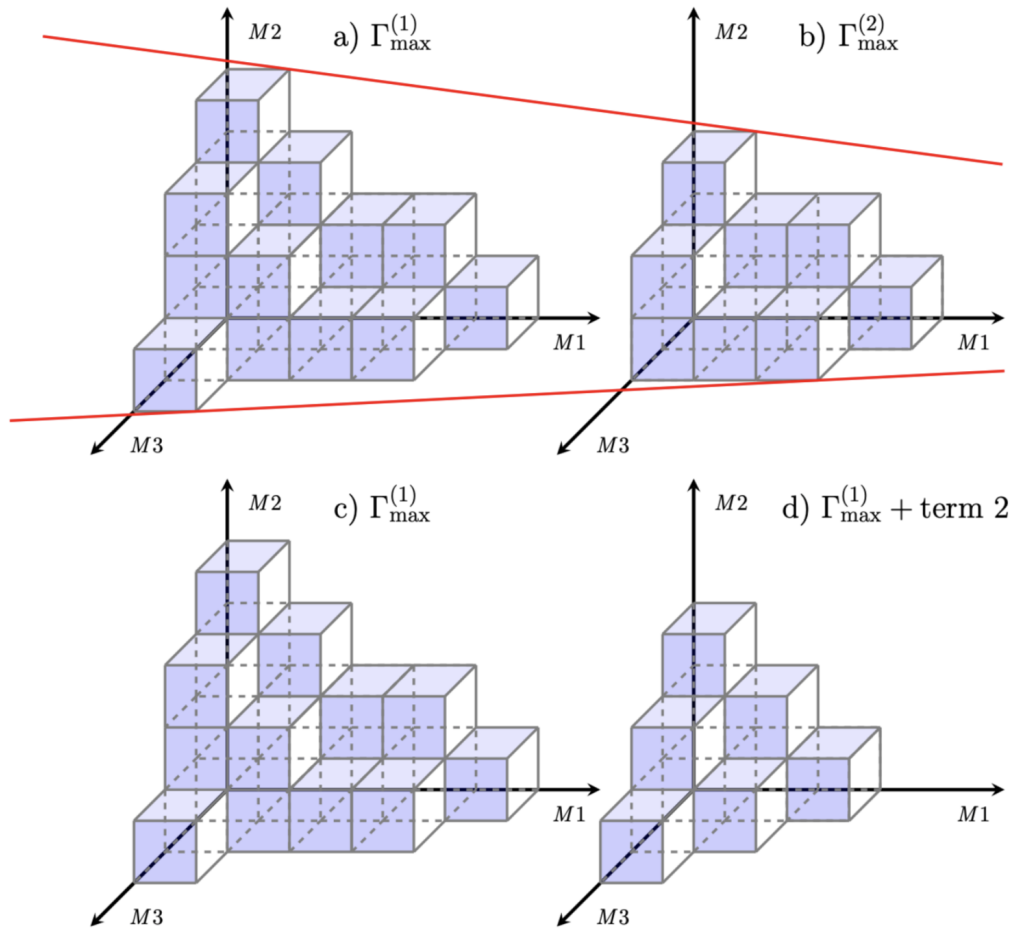 M2
a) Γ_max^(1)
M2
b) Γ_max^(2)
M1
M1
M3
M3
M2
c) Γ_max^(1)
M2
d) Γ_max^(1) + term 2
M1
M1
M3
M3